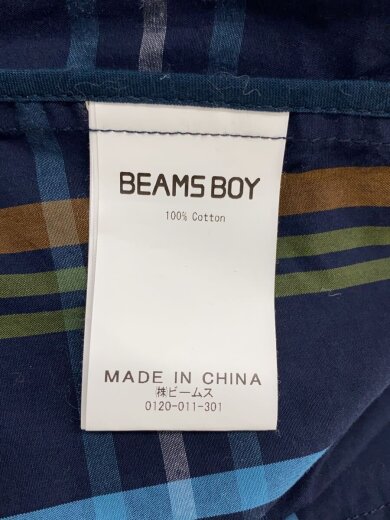 BEAMS BOY
100% Cotton
MADE IN CHINA
㈱ビームス
0120-011-301